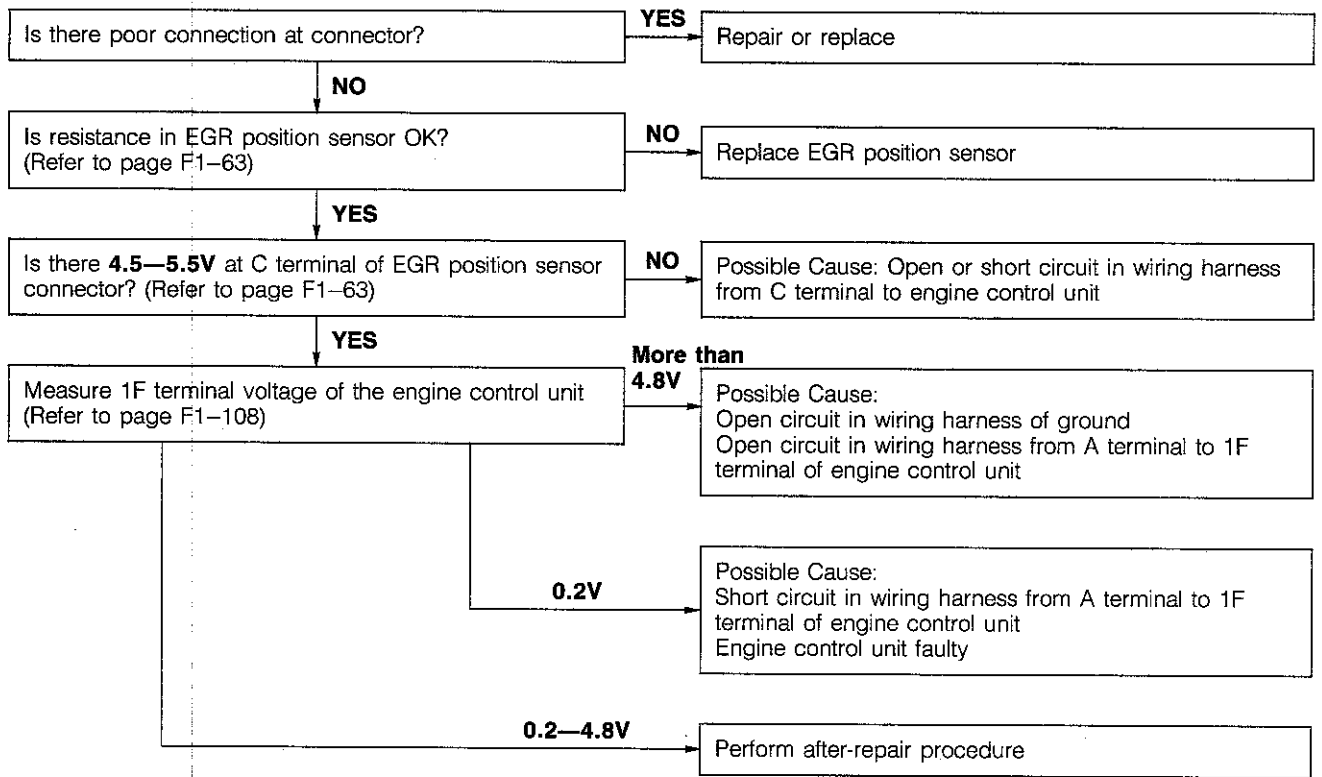 Is there poor connection at connector?
YES
Repair or replace
NO
Is resistance in EGR position sensor OK?
(Refer to page F1–63)
NO
Replace EGR position sensor
YES
Is there 4.5—5.5V at C terminal of EGR position sensor
connector? (Refer to page F1–63)
NO
Possible Cause: Open or short circuit in wiring harness
from C terminal to engine control unit
YES
Measure 1F terminal voltage of the engine control unit
(Refer to page F1–108)
More than
4.8V
Possible Cause:
Open circuit in wiring harness of ground
Open circuit in wiring harness from A terminal to 1F
terminal of engine control unit
0.2V
Possible Cause:
Short circuit in wiring harness from A terminal to 1F
terminal of engine control unit
Engine control unit faulty
0.2—4.8V
Perform after-repair procedure